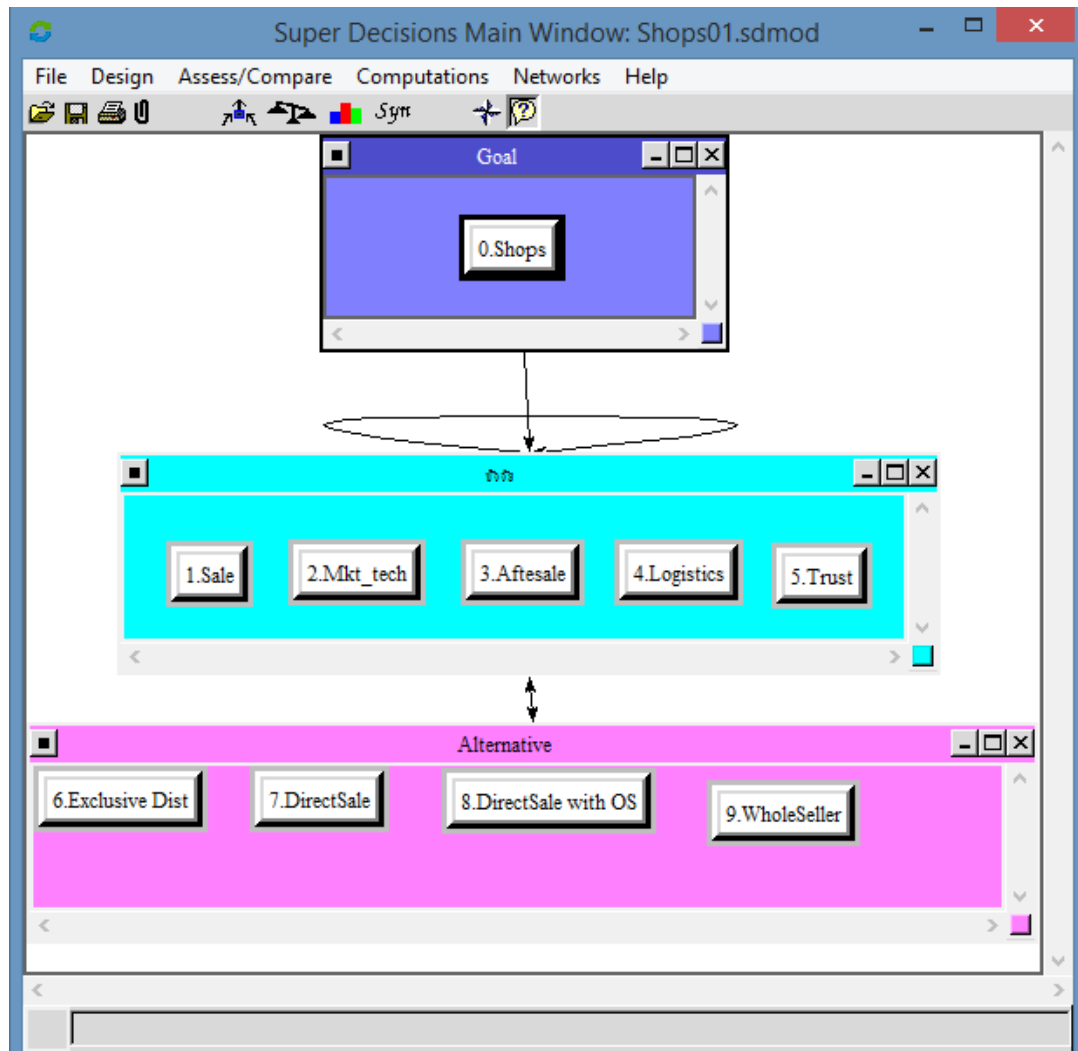 Super Decisions Main Window: Shops01.sdmod
File Design Assess/Compare Computations Networks Help
Syn
Goal
0.Shops
1.Sale 2.Mkt_tech 3.Aftesale 4.Logistics 5.Trust
Alternative
6.Exclusive Dist 7.DirectSale 8.DirectSale with OS 9.WholeSeller